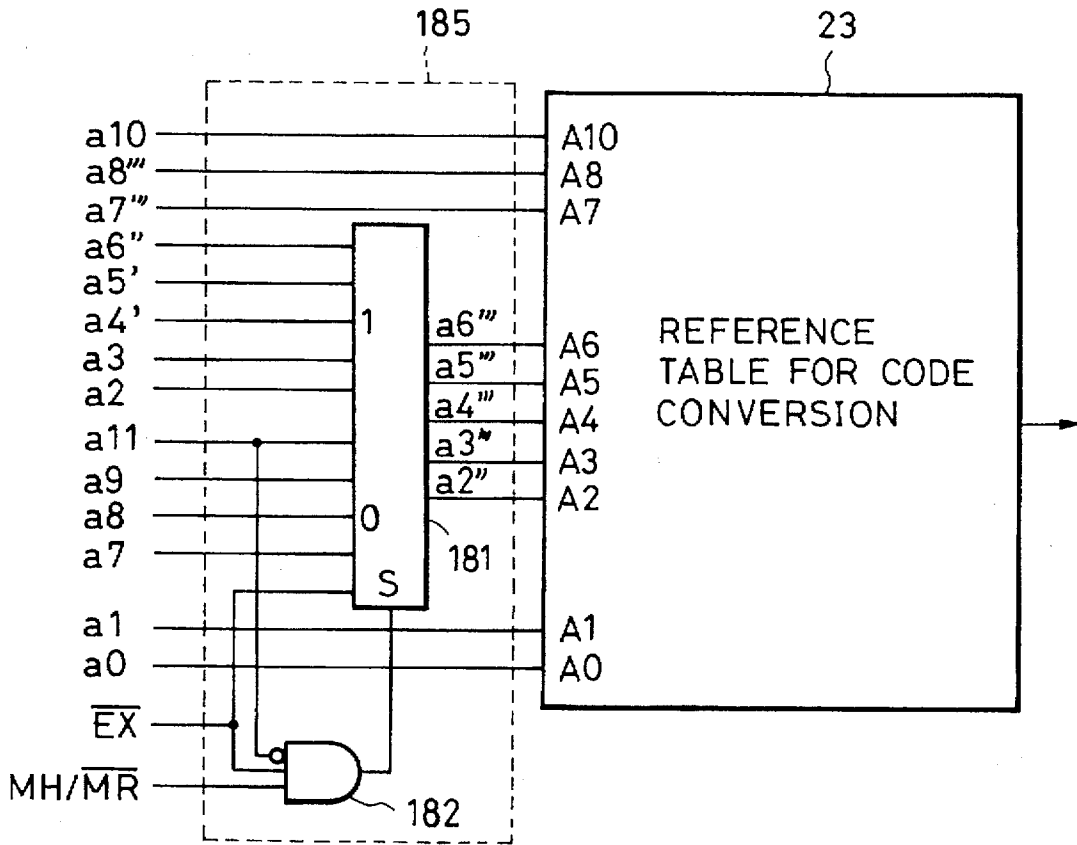 185
23
a10
a8'''
a7'''
a6''
a5'
a4'
a3
a2
a11
a9
a8
a7
a1
a0
E̅X̅
MH/M̅R̅
1
0
S
a6'''
a5'''
a4'''
a3''
a2''
181
182
A10
A8
A7
A6
A5
A4
A3
A2
A1
A0
REFERENCE
TABLE FOR CODE
CONVERSION